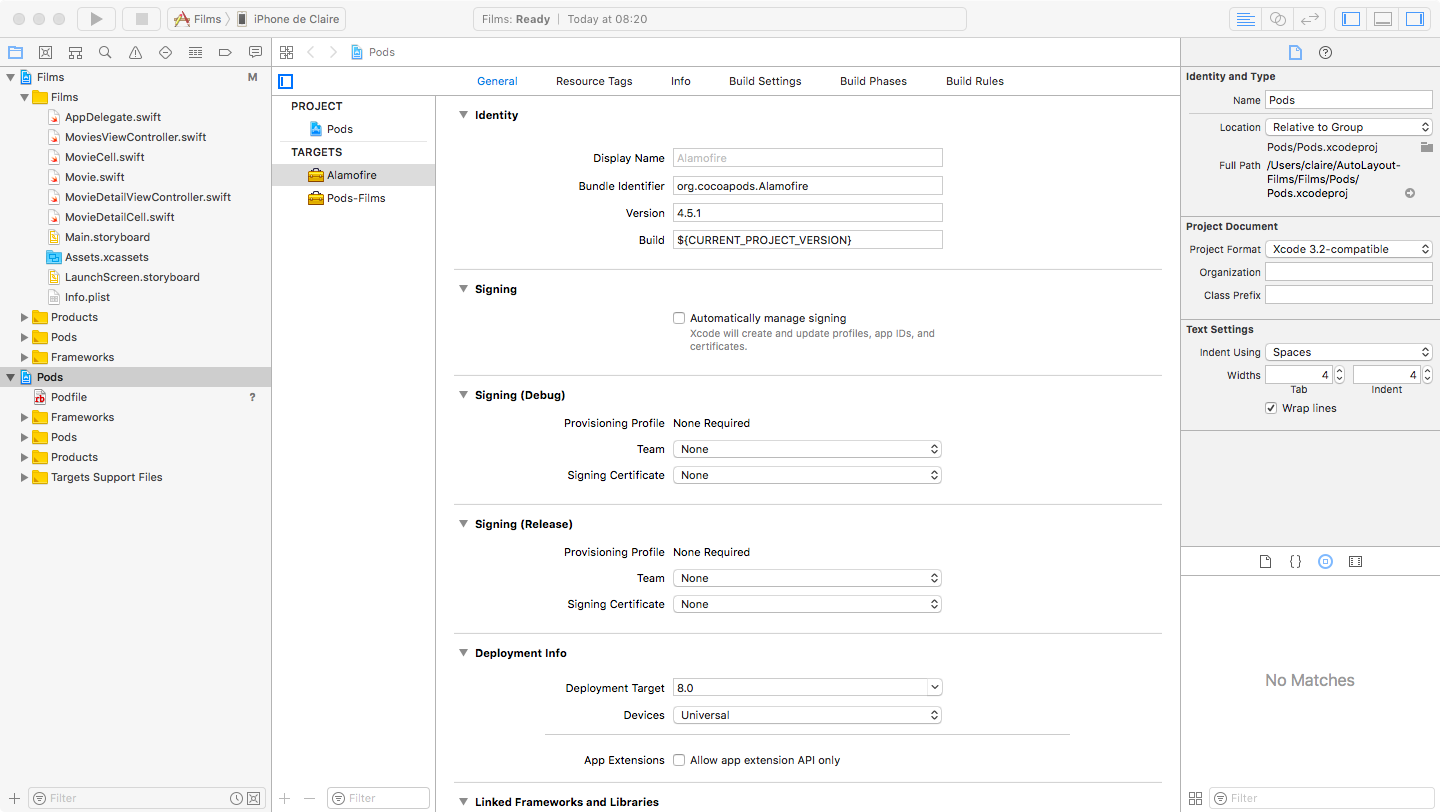 Films
iPhone de Claire
Films: Ready
Today at 08:20
Films
M
Films
AppDelegate.swift
MoviesViewController.swift
MovieCell.swift
Movie.swift
MovieDetailViewController.swift
MovieDetailCell.swift
Main.storyboard
Assets.xcassets
LaunchScreen.storyboard
Info.plist
Products
Pods
Frameworks
Pods
Podfile
?
Frameworks
Pods
Products
Targets Support Files
Filter
Pods
General
Resource Tags
Info
Build Settings
Build Phases
Build Rules
PROJECT
Pods
TARGETS
Alamofire
Pods-Films
Filter
Identity
Display Name
Alamofire
Bundle Identifier
org.cocoapods.Alamofire
Version
4.5.1
Build
${CURRENT_PROJECT_VERSION}
Signing
Automatically manage signing
Xcode will create and update profiles, app IDs, and
certificates.
Signing (Debug)
Provisioning Profile
None Required
Team
None
Signing Certificate
None
Signing (Release)
Provisioning Profile
None Required
Team
None
Signing Certificate
None
Deployment Info
Deployment Target
8.0
Devices
Universal
App Extensions
Allow app extension API only
Linked Frameworks and Libraries
Identity and Type
Name
Pods
Location
Relative to Group
Pods/Pods.xcodeproj
Full Path
/Users/claire/AutoLayout-
Films/Films/Pods/
Pods.xcodeproj
Project Document
Project Format
Xcode 3.2-compatible
Organization
Class Prefix
Text Settings
Indent Using
Spaces
Widths
4
4
Tab
Indent
Wrap lines
{ }
No Matches
Filter